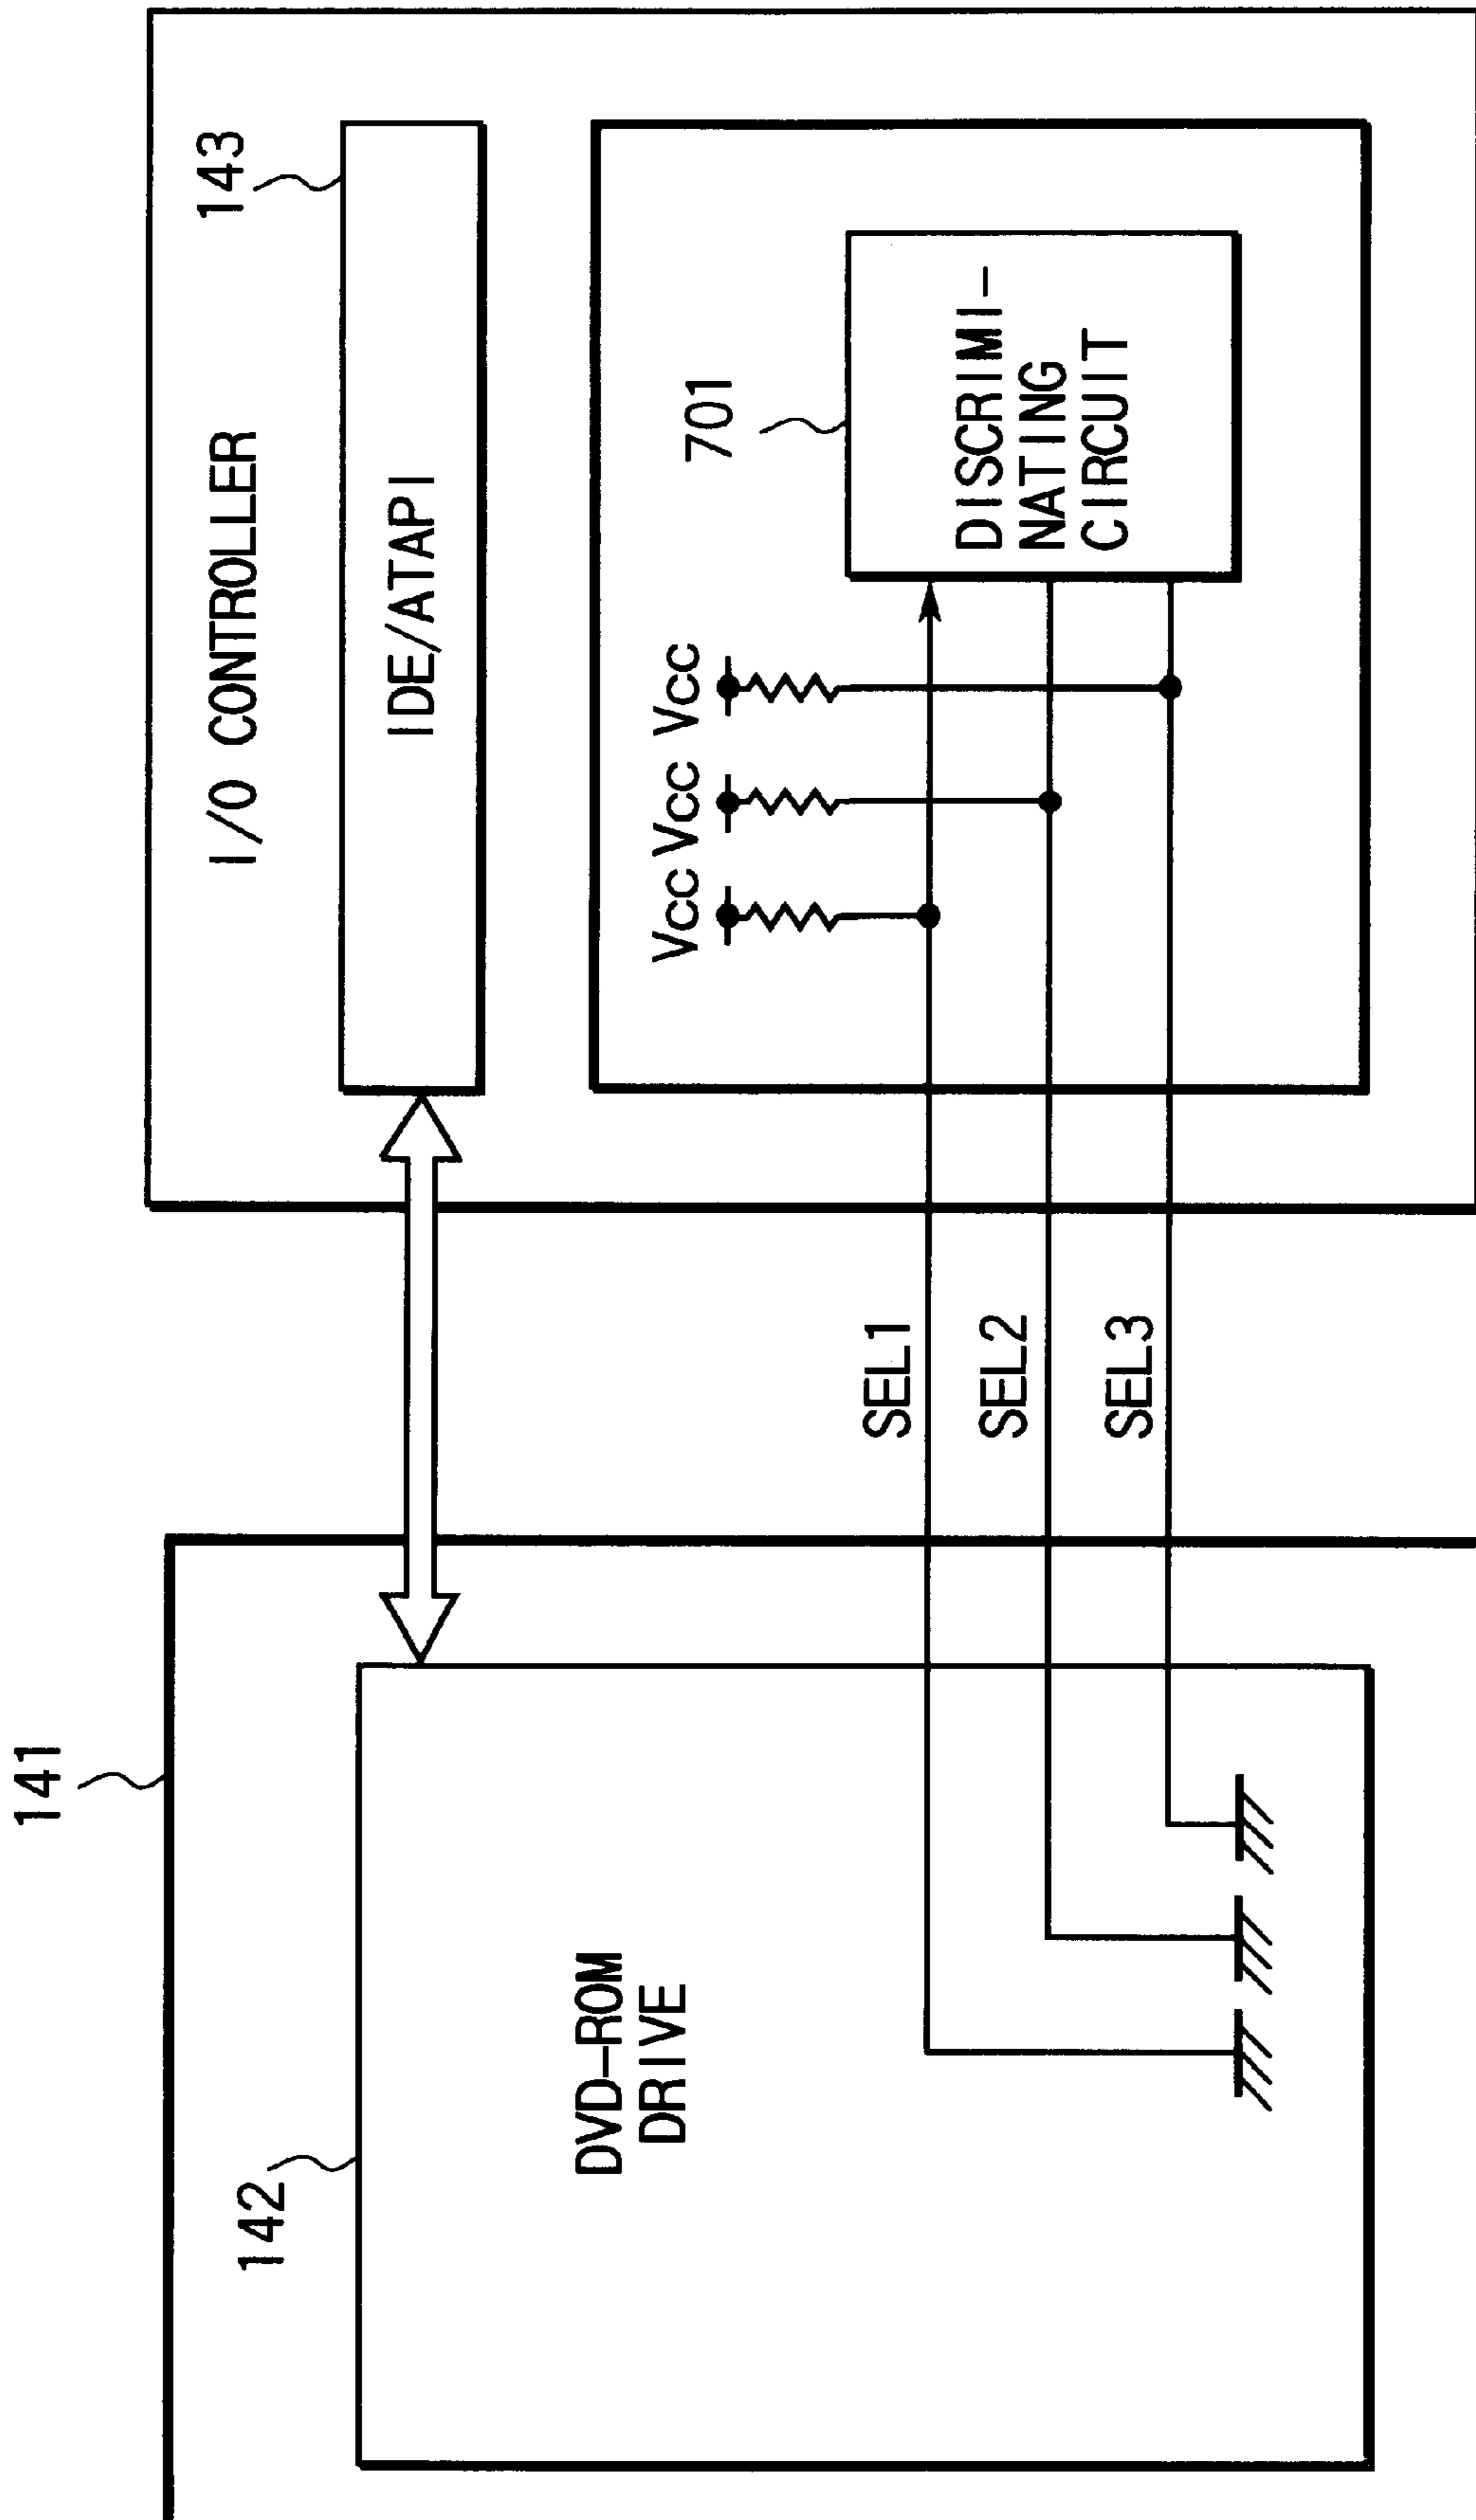 141
142
DVD-ROM
DRIVE
SEL1
SEL2
SEL3
I/O CONTROLLER
143
IDE/ATAPI
Vcc Vcc Vcc
701
DISCRIMI-
NATING
CIRCUIT